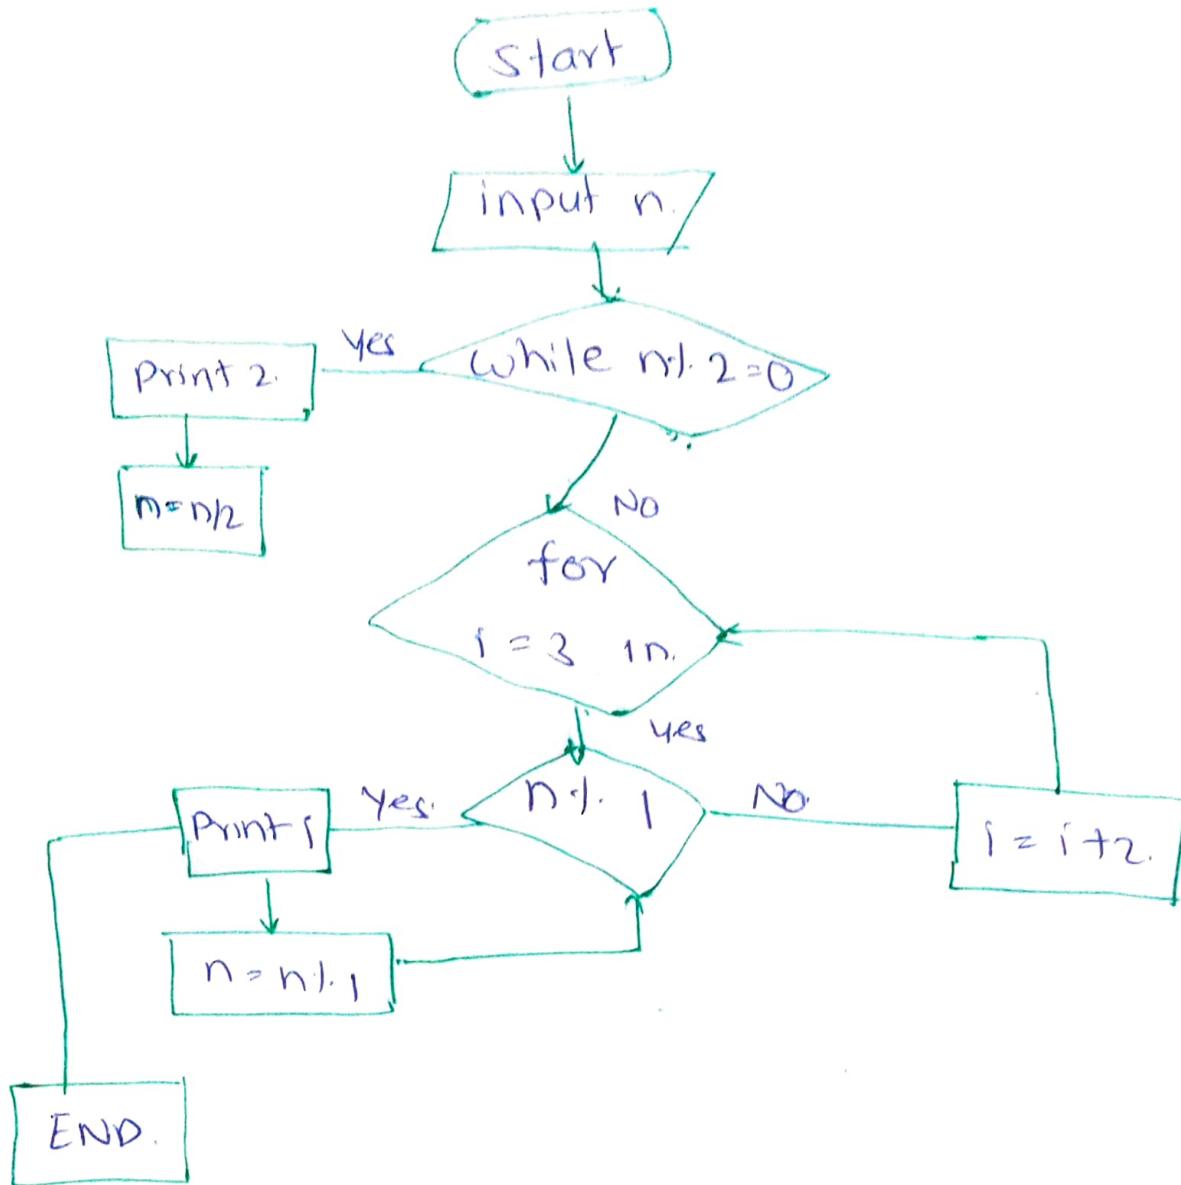 Start
input n.
while n% 2=0
Yes
Print 2.
n=n/2
NO
for
i = 3 in.
yes
n% i
Yes.
No.
Print i
i = i+2.
n=n% i
END.